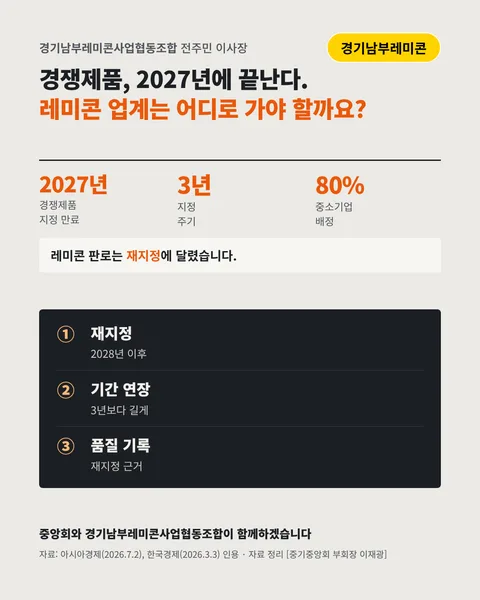 경기남부레미콘사업협동조합 전주민 이사장
경기남부레미콘
경쟁제품, 2027년에 끝난다.
레미콘 업계는 어디로 가야 할까요?
2027년
경쟁제품
지정 만료
3년
지정
주기
80%
중소기업
배정
레미콘 판로는 재지정에 달렸습니다.
1
재지정
2028년 이후
2
기간 연장
3년보다 길게
3
품질 기록
재지정 근거
중앙회와 경기남부레미콘사업협동조합이 함께하겠습니다
자료: 아시아경제(2026.7.2), 한국경제(2026.3.3) 인용 · 자료 정리 [중기중앙회 부회장 이재광]